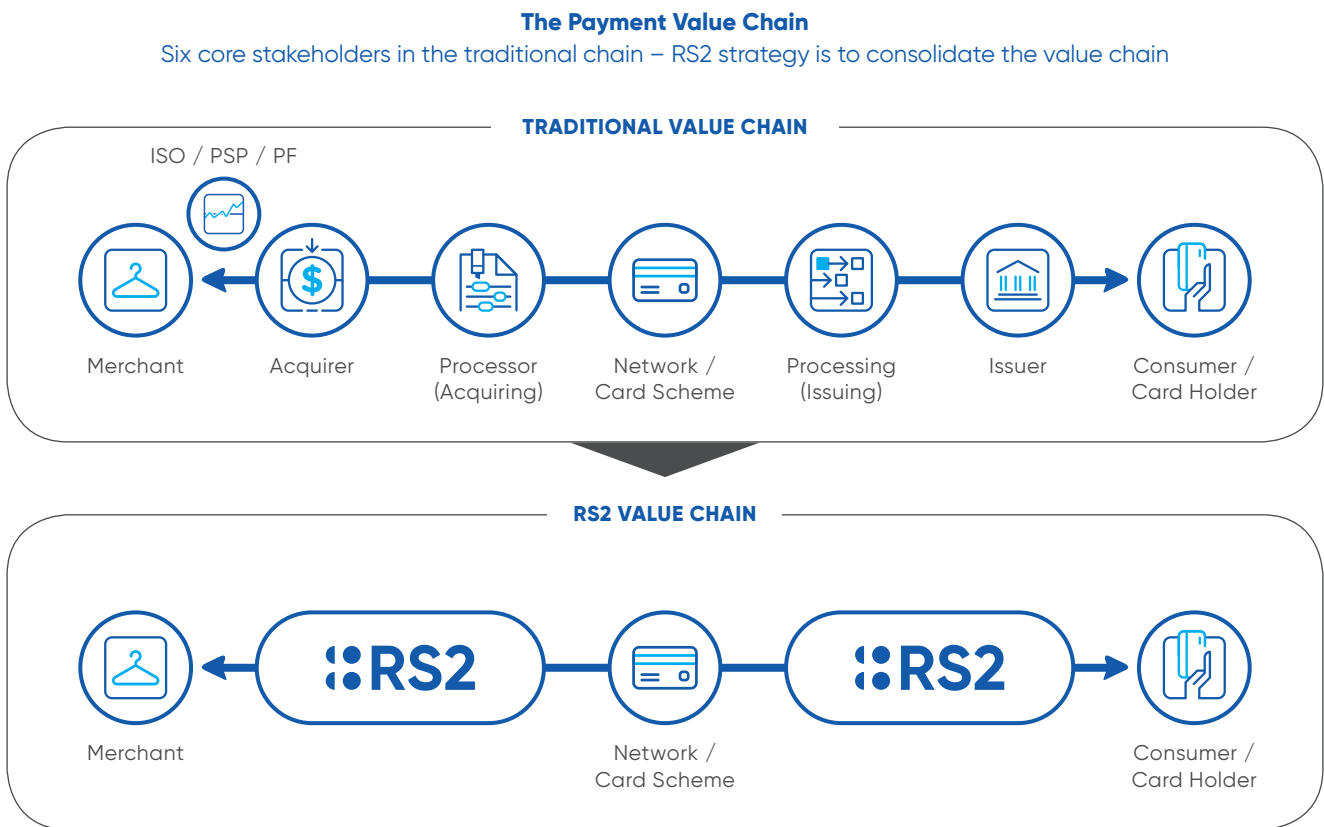 The Payment Value Chain
Six core stakeholders in the traditional chain – RS2 strategy is to consolidate the value chain
TRADITIONAL VALUE CHAIN
ISO / PSP / PF
$
Merchant
Acquirer
Processor
(Acquiring)
Network /
Card Scheme
Processing
(Issuing)
Issuer
Consumer /
Card Holder
RS2 VALUE CHAIN
RS2
RS2
Merchant
Network /
Card Scheme
Consumer /
Card Holder